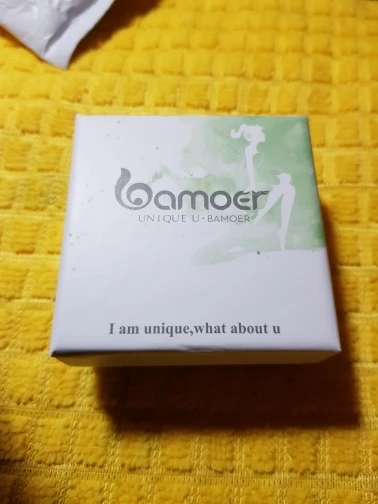 bamoer
UNIQUE U · BAMOER
I am unique,what about u